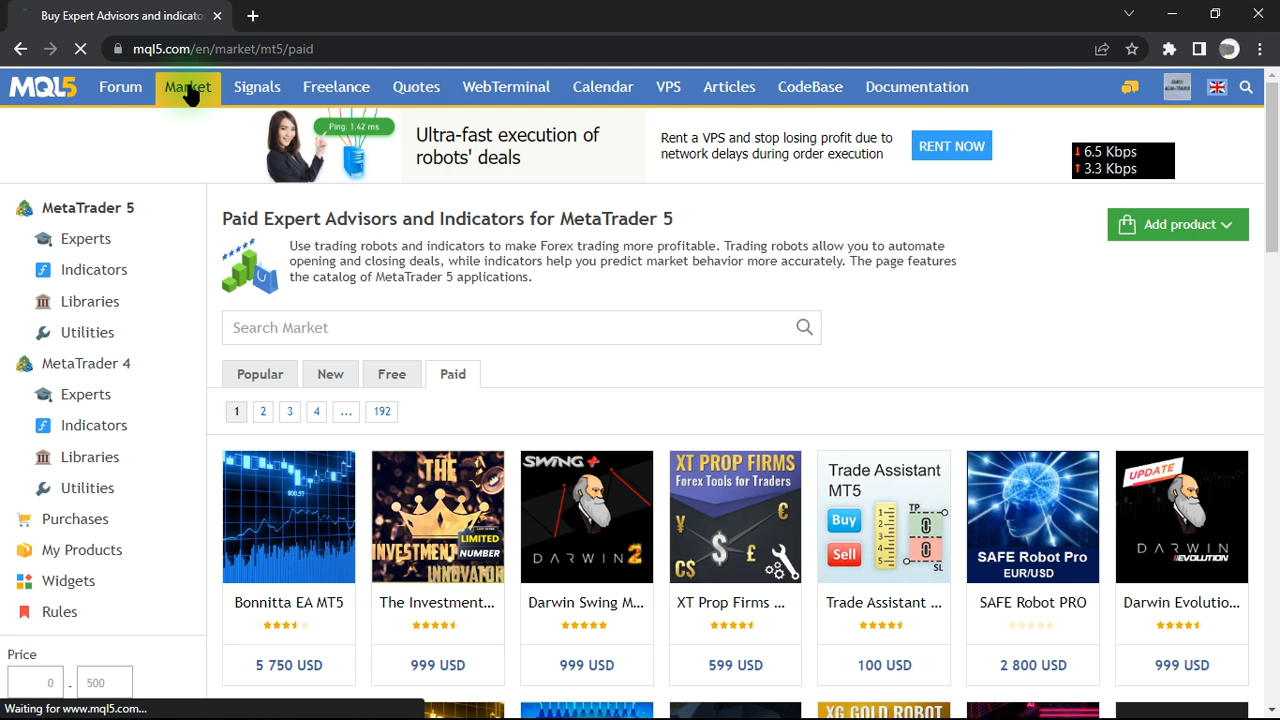 Buy Expert Advisors and indicato
mql5.com/en/market/mt5/paid
MQL5 Forum Market Signals Freelance Quotes WebTerminal Calendar VPS Articles CodeBase Documentation
Ping: 1.42 ms
Ultra-fast execution of
robots' deals
Rent a VPS and stop losing profit due to
network delays during order execution
RENT NOW
6.5 Kbps
3.3 Kbps
MetaTrader 5
Experts
Indicators
Libraries
Utilities
MetaTrader 4
Experts
Indicators
Libraries
Utilities
Purchases
My Products
Widgets
Rules
Price
0 - 500
Paid Expert Advisors and Indicators for MetaTrader 5
Add product
Use trading robots and indicators to make Forex trading more profitable. Trading robots allow you to automate
opening and closing deals, while indicators help you predict market behavior more accurately. The page features
the catalog of MetaTrader 5 applications.
Search Market
Popular New Free Paid
1 2 3 4 ... 192
THE
INVESTMENT
INNOVATOR
LIMITED
NUMBER
SWING+
DARWIN 2
XT PROP FIRMS
Forex Tools for Traders
Trade Assistant
MT5
Buy
Sell
TP
SL
SAFE Robot Pro
EUR/USD
UPDATE
DARWIN
EVOLUTION
Bonnitta EA MT5
The Investment...
Darwin Swing M...
XT Prop Firms ...
Trade Assistant ...
SAFE Robot PRO
Darwin Evolutio...
5 750 USD
999 USD
999 USD
599 USD
100 USD
2 800 USD
999 USD
XG GOLD ROBOT
Waiting for www.mql5.com...